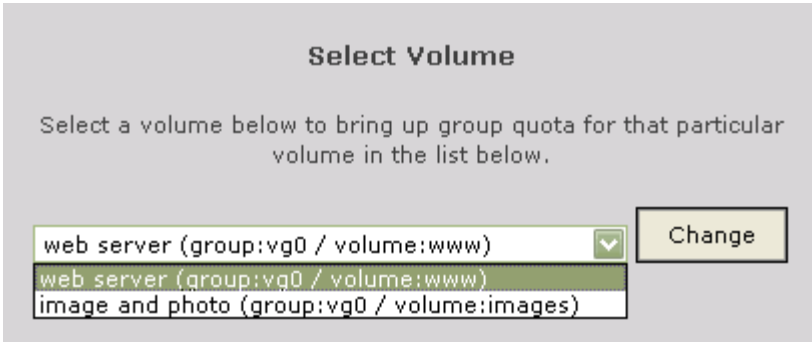 Select Volume
Select a volume below to bring up group quota for that particular
volume in the list below.
web server (group:vg0 / volume:www)
Change
web server (group:vg0 / volume:www)
image and photo (group:vg0 / volume:images)